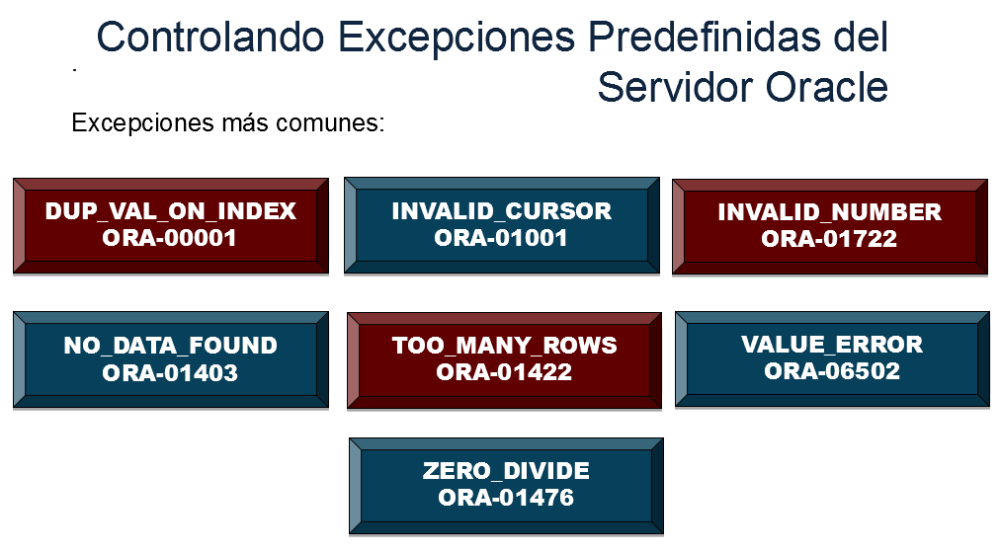 Controlando Excepciones Predefinidas del
Servidor Oracle
.
Excepciones más comunes:
DUP_VAL_ON_INDEX
ORA-00001
INVALID_CURSOR
ORA-01001
INVALID_NUMBER
ORA-01722
NO_DATA_FOUND
ORA-01403
TOO_MANY_ROWS
ORA-01422
VALUE_ERROR
ORA-06502
ZERO_DIVIDE
ORA-01476